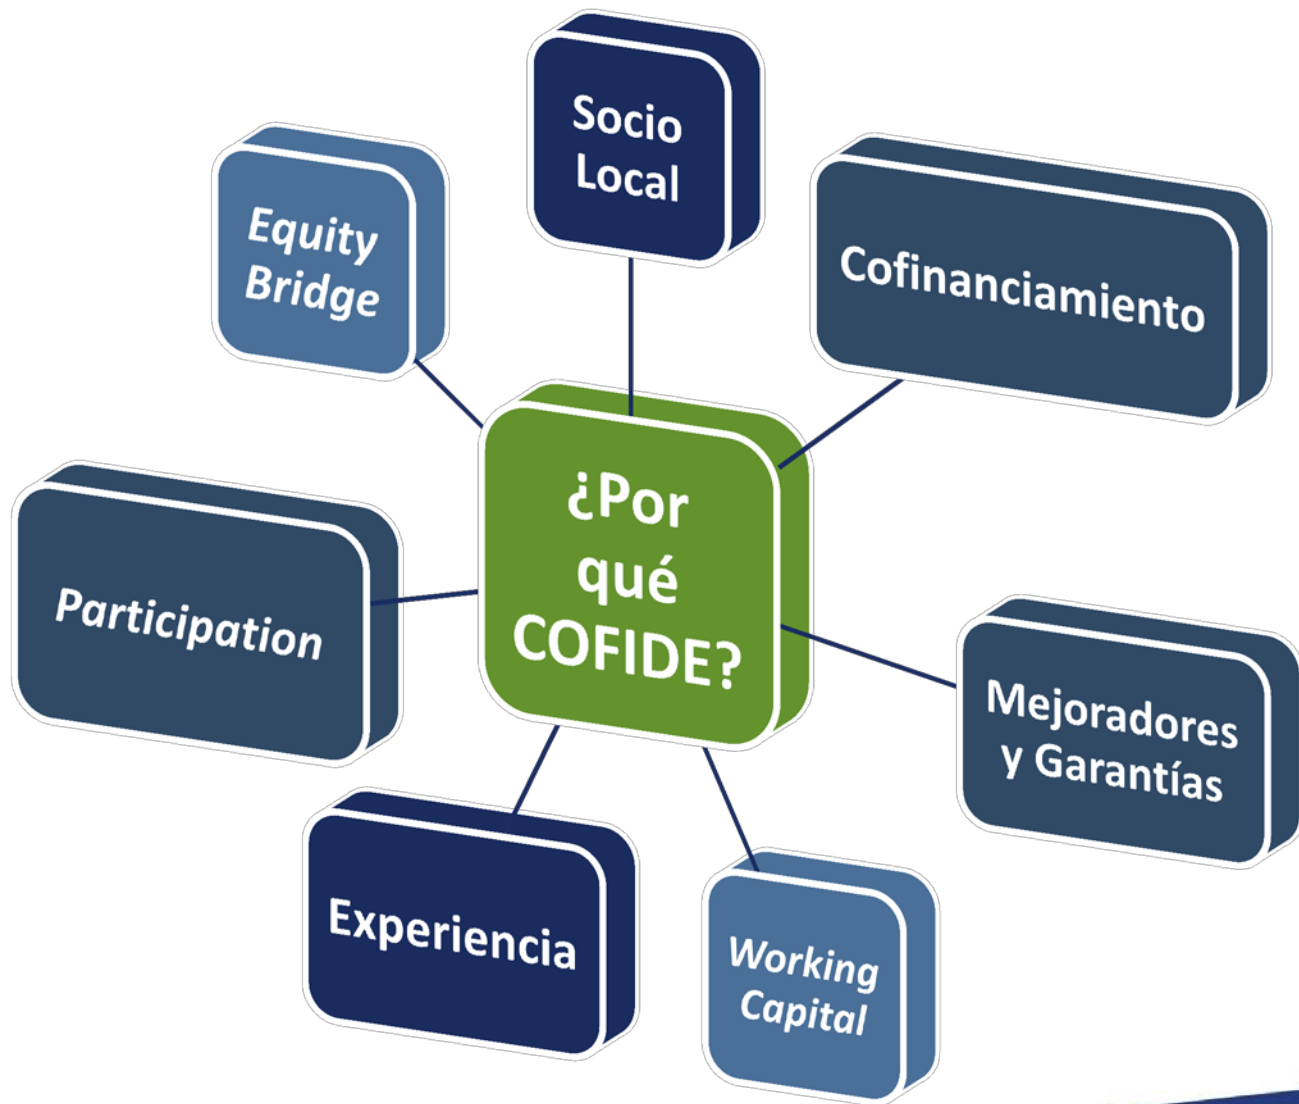 Socio
Local
Equity
Bridge
Cofinanciamiento
¿Por
qué
COFIDE?
Participation
Mejoradores
y Garantías
Experiencia
Working
Capital